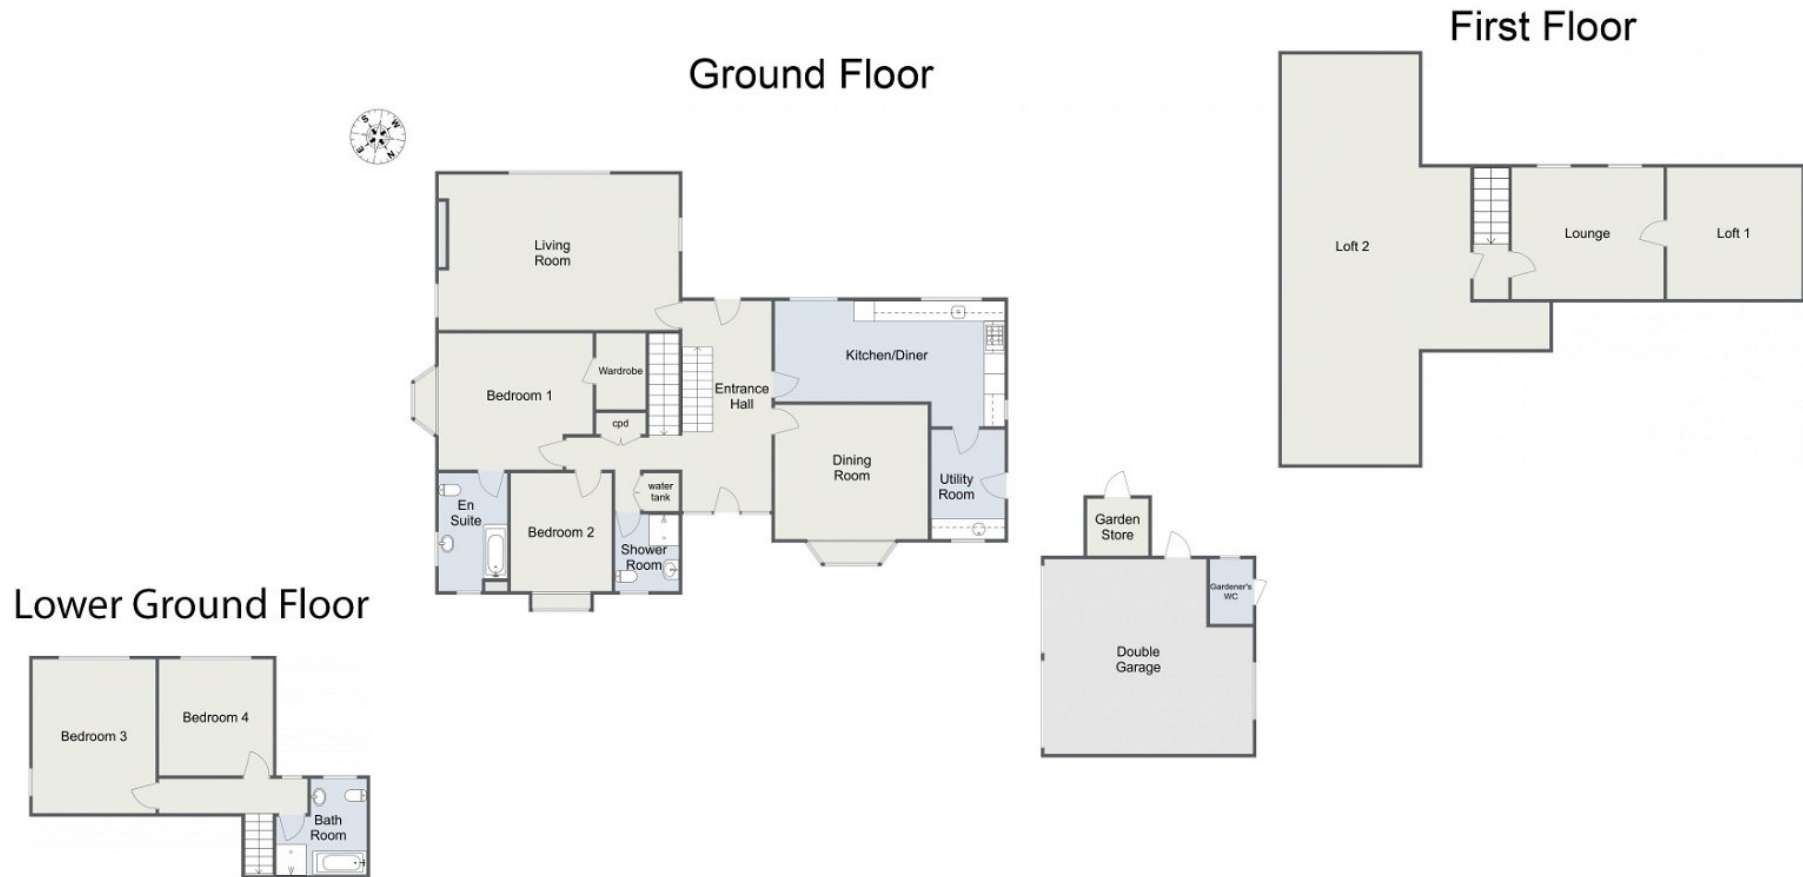 First Floor
Ground Floor
S
W
E
N
Loft 2
Lounge
Loft 1
Living
Room
Wardrobe
Bedroom 1
cpd
Entrance
Hall
Kitchen/Diner
Dining
Room
Utility
Room
water
tank
En
Suite
Bedroom 2
Shower
Room
Garden
Store
Gardener's
WC
Double
Garage
Lower Ground Floor
Bedroom 3
Bedroom 4
Bath
Room